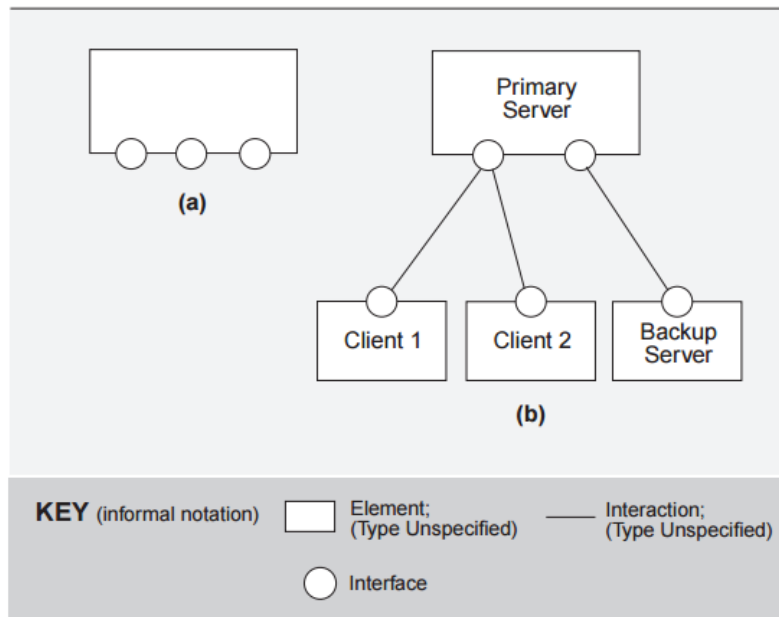 Primary
Server
(a)
Client 1
Client 2
Backup
Server
(b)
KEY (informal notation)
Element;
(Type Unspecified)
Interaction;
(Type Unspecified)
Interface